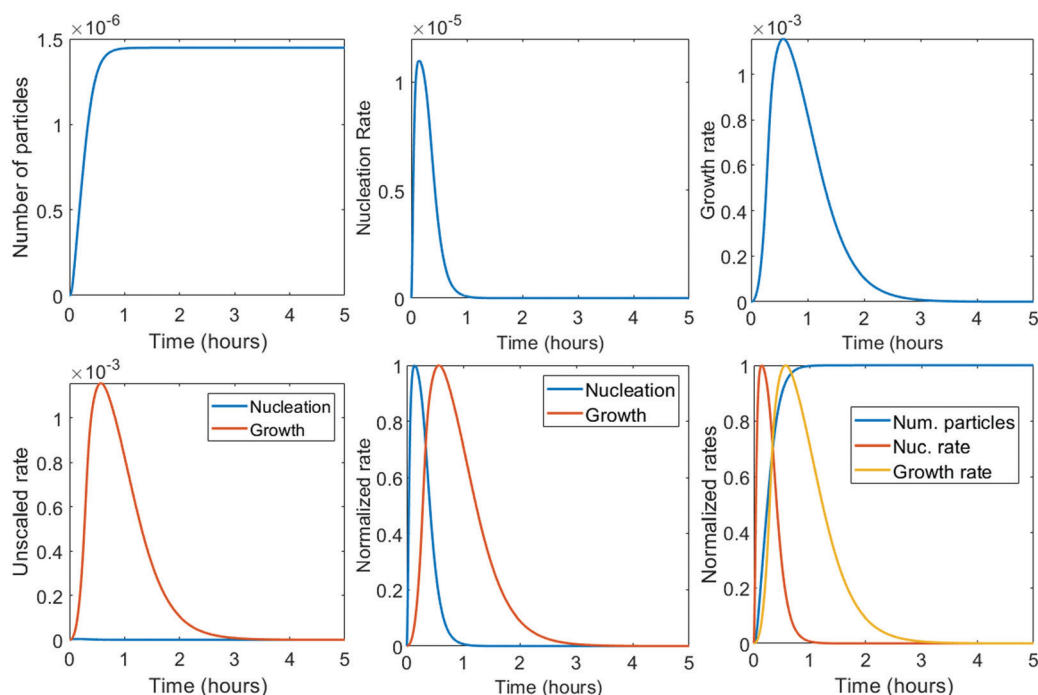 ×10⁻⁶
1.5
1
0.5
0
Number of particles
0 1 2 3 4 5
Time (hours)
×10⁻⁵
1
0.5
0
Nucleation Rate
0 1 2 3 4 5
Time (hours)
×10⁻³
1
0.8
0.6
0.4
0.2
0
Growth rate
0 1 2 3 4 5
Time (hours
×10⁻³
1
0.8
0.6
0.4
0.2
0
Unscaled rate
Nucleation
Growth
0 1 2 3 4 5
Time (hours)
1
0.8
0.6
0.4
0.2
0
Normalized rate
Nucleation
Growth
0 1 2 3 4 5
Time (hours)
1
0.8
0.6
0.4
0.2
0
Normalized rates
Num. particles
Nuc. rate
Growth rate
0 1 2 3 4 5
Time (hours)